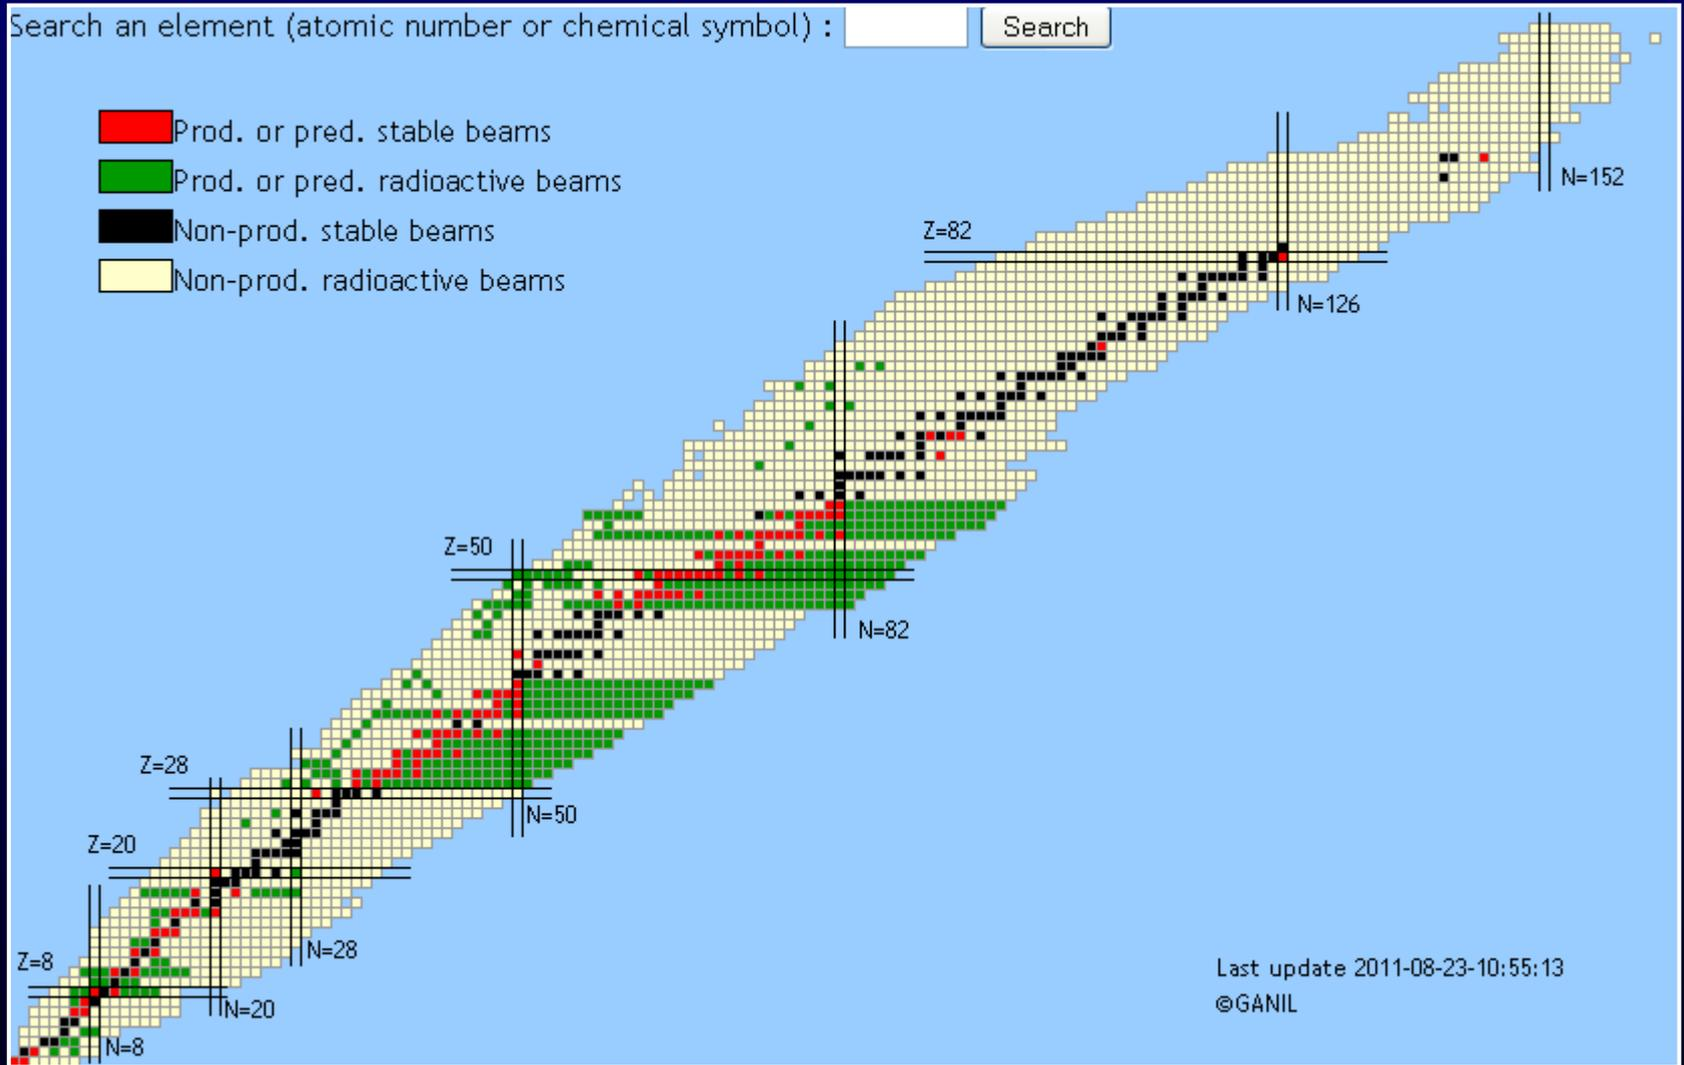 Search an element (atomic number or chemical symbol) :
Search
Prod. or pred. stable beams
Prod. or pred. radioactive beams
Non-prod. stable beams
Non-prod. radioactive beams
N=152
Z=82
N=126
Z=50
N=82
Z=28
N=50
Z=20
N=28
Z=8
Last update 2011-08-23-10:55:13
N=20
©GANIL
N=8